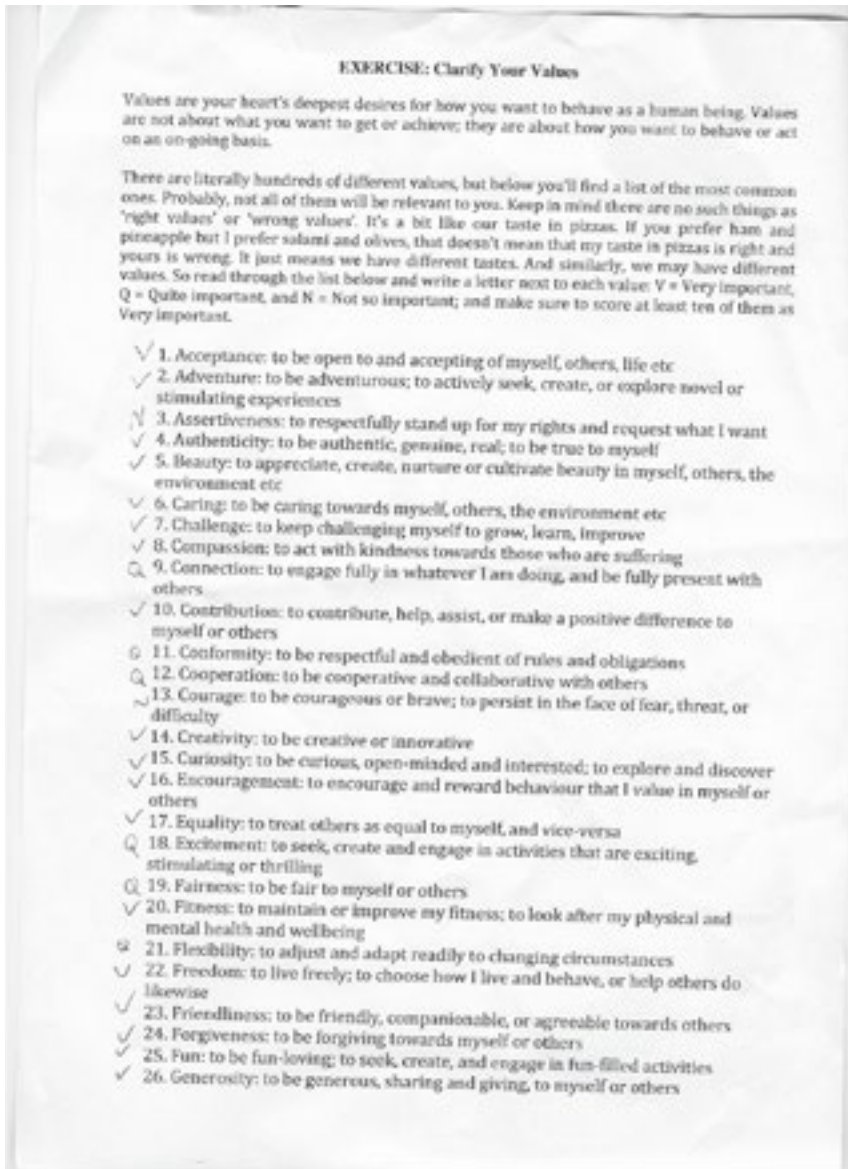 EXERCISE: Clarify Your Values
Values are your heart's deepest desires for how you want to behave as a human being. Values
are not about what you want to get or achieve; they are about how you want to behave or act
on an on-going basis.
There are literally hundreds of different values, but below you'll find a list of the most common
ones. Probably, not all of them will be relevant to you. Keep in mind there are no such things as
'right values' or 'wrong values'. It's a bit like our taste in pizzas. If you prefer ham and
pineapple but I prefer salami and olives, that doesn't mean that my taste in pizzas is right and
yours is wrong. It just means we have different tastes. And similarly, we may have different
values. So read through the list below and write a letter next to each value: V = Very important,
Q = Quite important, and N = Not so important; and make sure to score at least ten of them as
Very important.
V 1. Acceptance: to be open to and accepting of myself, others, life etc
V 2. Adventure: to be adventurous; to actively seek, create, or explore novel or
stimulating experiences
N 3. Assertiveness: to respectfully stand up for my rights and request what I want
V 4. Authenticity: to be authentic, genuine, real; to be true to myself
V 5. Beauty: to appreciate, create, nurture or cultivate beauty in myself, others, the
environment etc
V 6. Caring: to be caring towards myself, others, the environment etc
V 7. Challenge: to keep challenging myself to grow, learn, improve
V 8. Compassion: to act with kindness towards those who are suffering
Q 9. Connection: to engage fully in whatever I am doing, and be fully present with
others
V 10. Contribution: to contribute, help, assist, or make a positive difference to
myself or others
Q 11. Conformity: to be respectful and obedient of rules and obligations
Q 12. Cooperation: to be cooperative and collaborative with others
13. Courage: to be courageous or brave; to persist in the face of fear, threat, or
difficulty
V 14. Creativity: to be creative or innovative
V 15. Curiosity: to be curious, open-minded and interested; to explore and discover
V 16. Encouragement: to encourage and reward behaviour that I value in myself or
others
V 17. Equality: to treat others as equal to myself, and vice-versa
Q 18. Excitement: to seek, create and engage in activities that are exciting,
stimulating or thrilling
Q 19. Fairness: to be fair to myself or others
V 20. Fitness: to maintain or improve my fitness; to look after my physical and
mental health and wellbeing
Q 21. Flexibility: to adjust and adapt readily to changing circumstances
V 22. Freedom: to live freely; to choose how I live and behave, or help others do
likewise
V 23. Friendliness: to be friendly, companionable, or agreeable towards others
V 24. Forgiveness: to be forgiving towards myself or others
V 25. Fun: to be fun-loving; to seek, create, and engage in fun-filled activities
V 26. Generosity: to be generous, sharing and giving, to myself or others